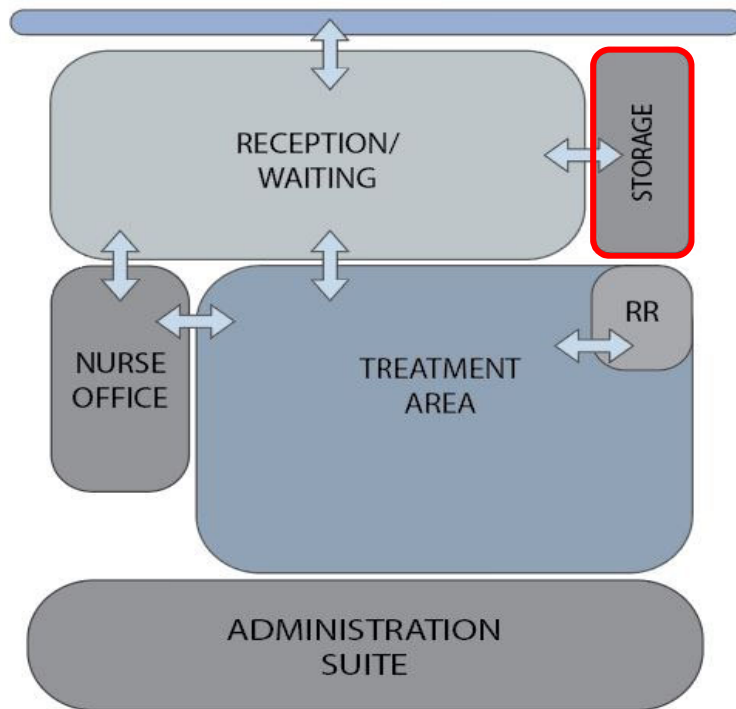 RECEPTION/
WAITING
STORAGE
RR
NURSE
OFFICE
TREATMENT
AREA
ADMINISTRATION
SUITE